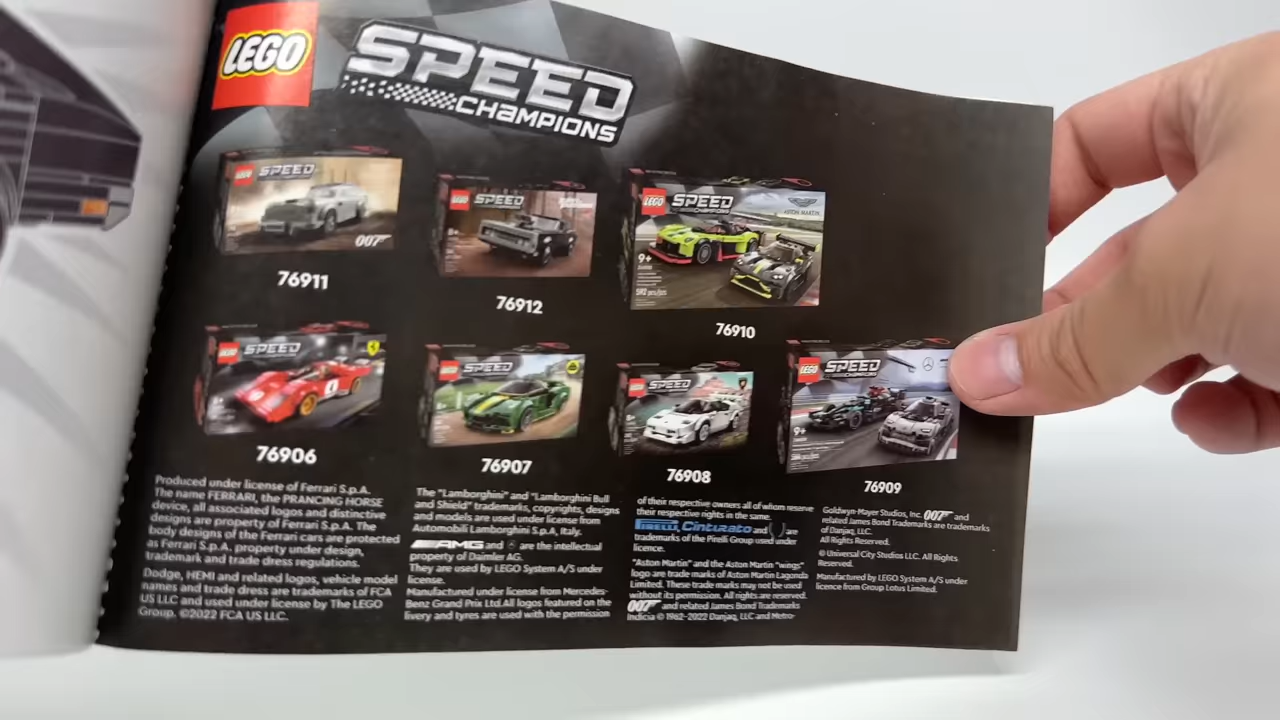 LEGO
SPEED
CHAMPIONS
LEGO SPEED
007
76911
LEGO SPEED
76912
LEGO SPEED
CHAMPIONS
ASTON MARTIN
9+
592 pcs/pzs
76910
LEGO SPEED
4
76906
LEGO SPEED
76907
LEGO SPEED
76908
LEGO SPEED
CHAMPIONS
9+
76909
Produced under license of Ferrari S.p.A.
The name FERRARI, the PRANCING HORSE
device, all associated logos and distinctive
designs are property of Ferrari S.p.A. The
body designs of the Ferrari cars are protected
as Ferrari S.p.A. property under design,
trademark and trade dress regulations.
Dodge, HEMI and related logos, vehicle model
names and trade dress are trademarks of FCA
US LLC and used under license by The LEGO
Group. ©2022 FCA US LLC.
The "Lamborghini" and "Lamborghini Bull
and Shield" trademarks, copyrights, designs
and models are used under license from
Automobili Lamborghini S.p.A, Italy.
AMG and are the intellectual
property of Daimler AG.
They are used by LEGO System A/S under
license.
Manufactured under license from Mercedes-
Benz Grand Prix Ltd.All logos featured on the
livery and tyres are used with the permission
of their respective owners all of whom reserve
their respective rights in the same.
PIRELLI, Cinturato and are
trademarks of the Pirelli Group used under
licence.
"Aston Martin" and the Aston Martin "wings"
logo are trade marks of Aston Martin Lagonda
Limited. These trade marks may not be used
without its permission. All rights are reserved.
007 and related James Bond Trademarks
Indicia © 1962-2022 Danjaq, LLC and Metro-
Goldwyn-Mayer Studios, Inc. 007 and
related James Bond Trademarks are trademarks
of Danjaq, LLC.
All Rights Reserved.
© Universal City Studios LLC. All Rights
Reserved.
Manufactured by LEGO System A/S under
licence from Group Lotus Limited.